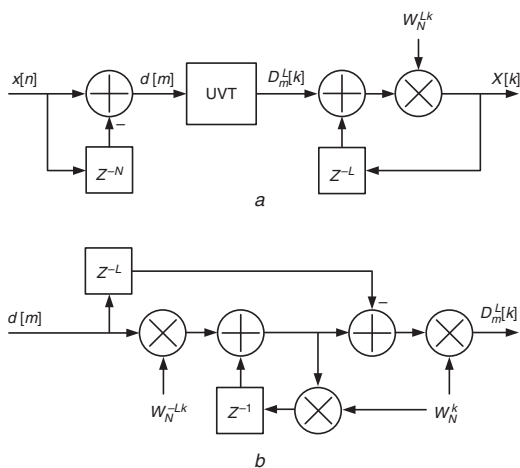 W_N^{Lk}
x[n]
d [m]
UVT
D_m^L[k]
X[k]
–
Z^{–N}
Z^{–L}
a
Z^{–L}
d [m]
–
D_m^L[k]
Z^{–1}
W_N^{–Lk}
W_N^k
b